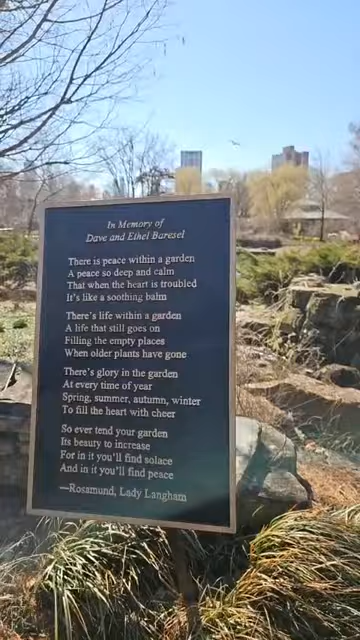 In Memory of
Dave and Ethel Baresel
There is peace within a garden
A peace so deep and calm
That when the heart is troubled
It's like a soothing balm
There's life within a garden
A life that still goes on
Filling the empty places
When older plants have gone
There's glory in the garden
At every time of year
Spring, summer, autumn, winter
To fill the heart with cheer
So ever tend your garden
Its beauty to increase
For in it you'll find solace
And in it you'll find peace
—Rosamund, Lady Langham